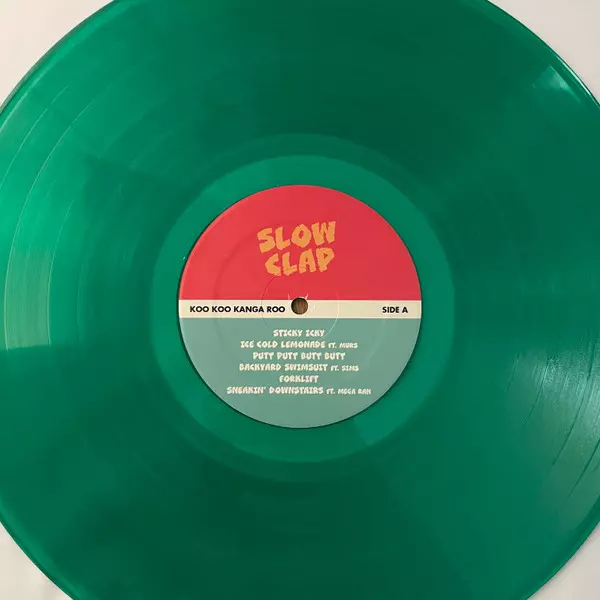 SLOW
CLAP
KOO KOO KANGA ROO SIDE A
STICKY ICKY
ICE COLD LEMONADE FT. MURS
PUTT PUTT BUTT BUTT
BACKYARD SWIMSUIT FT. SIMS
FORKLIFT
SNEAKIN' DOWNSTAIRS FT. MEGA RAN